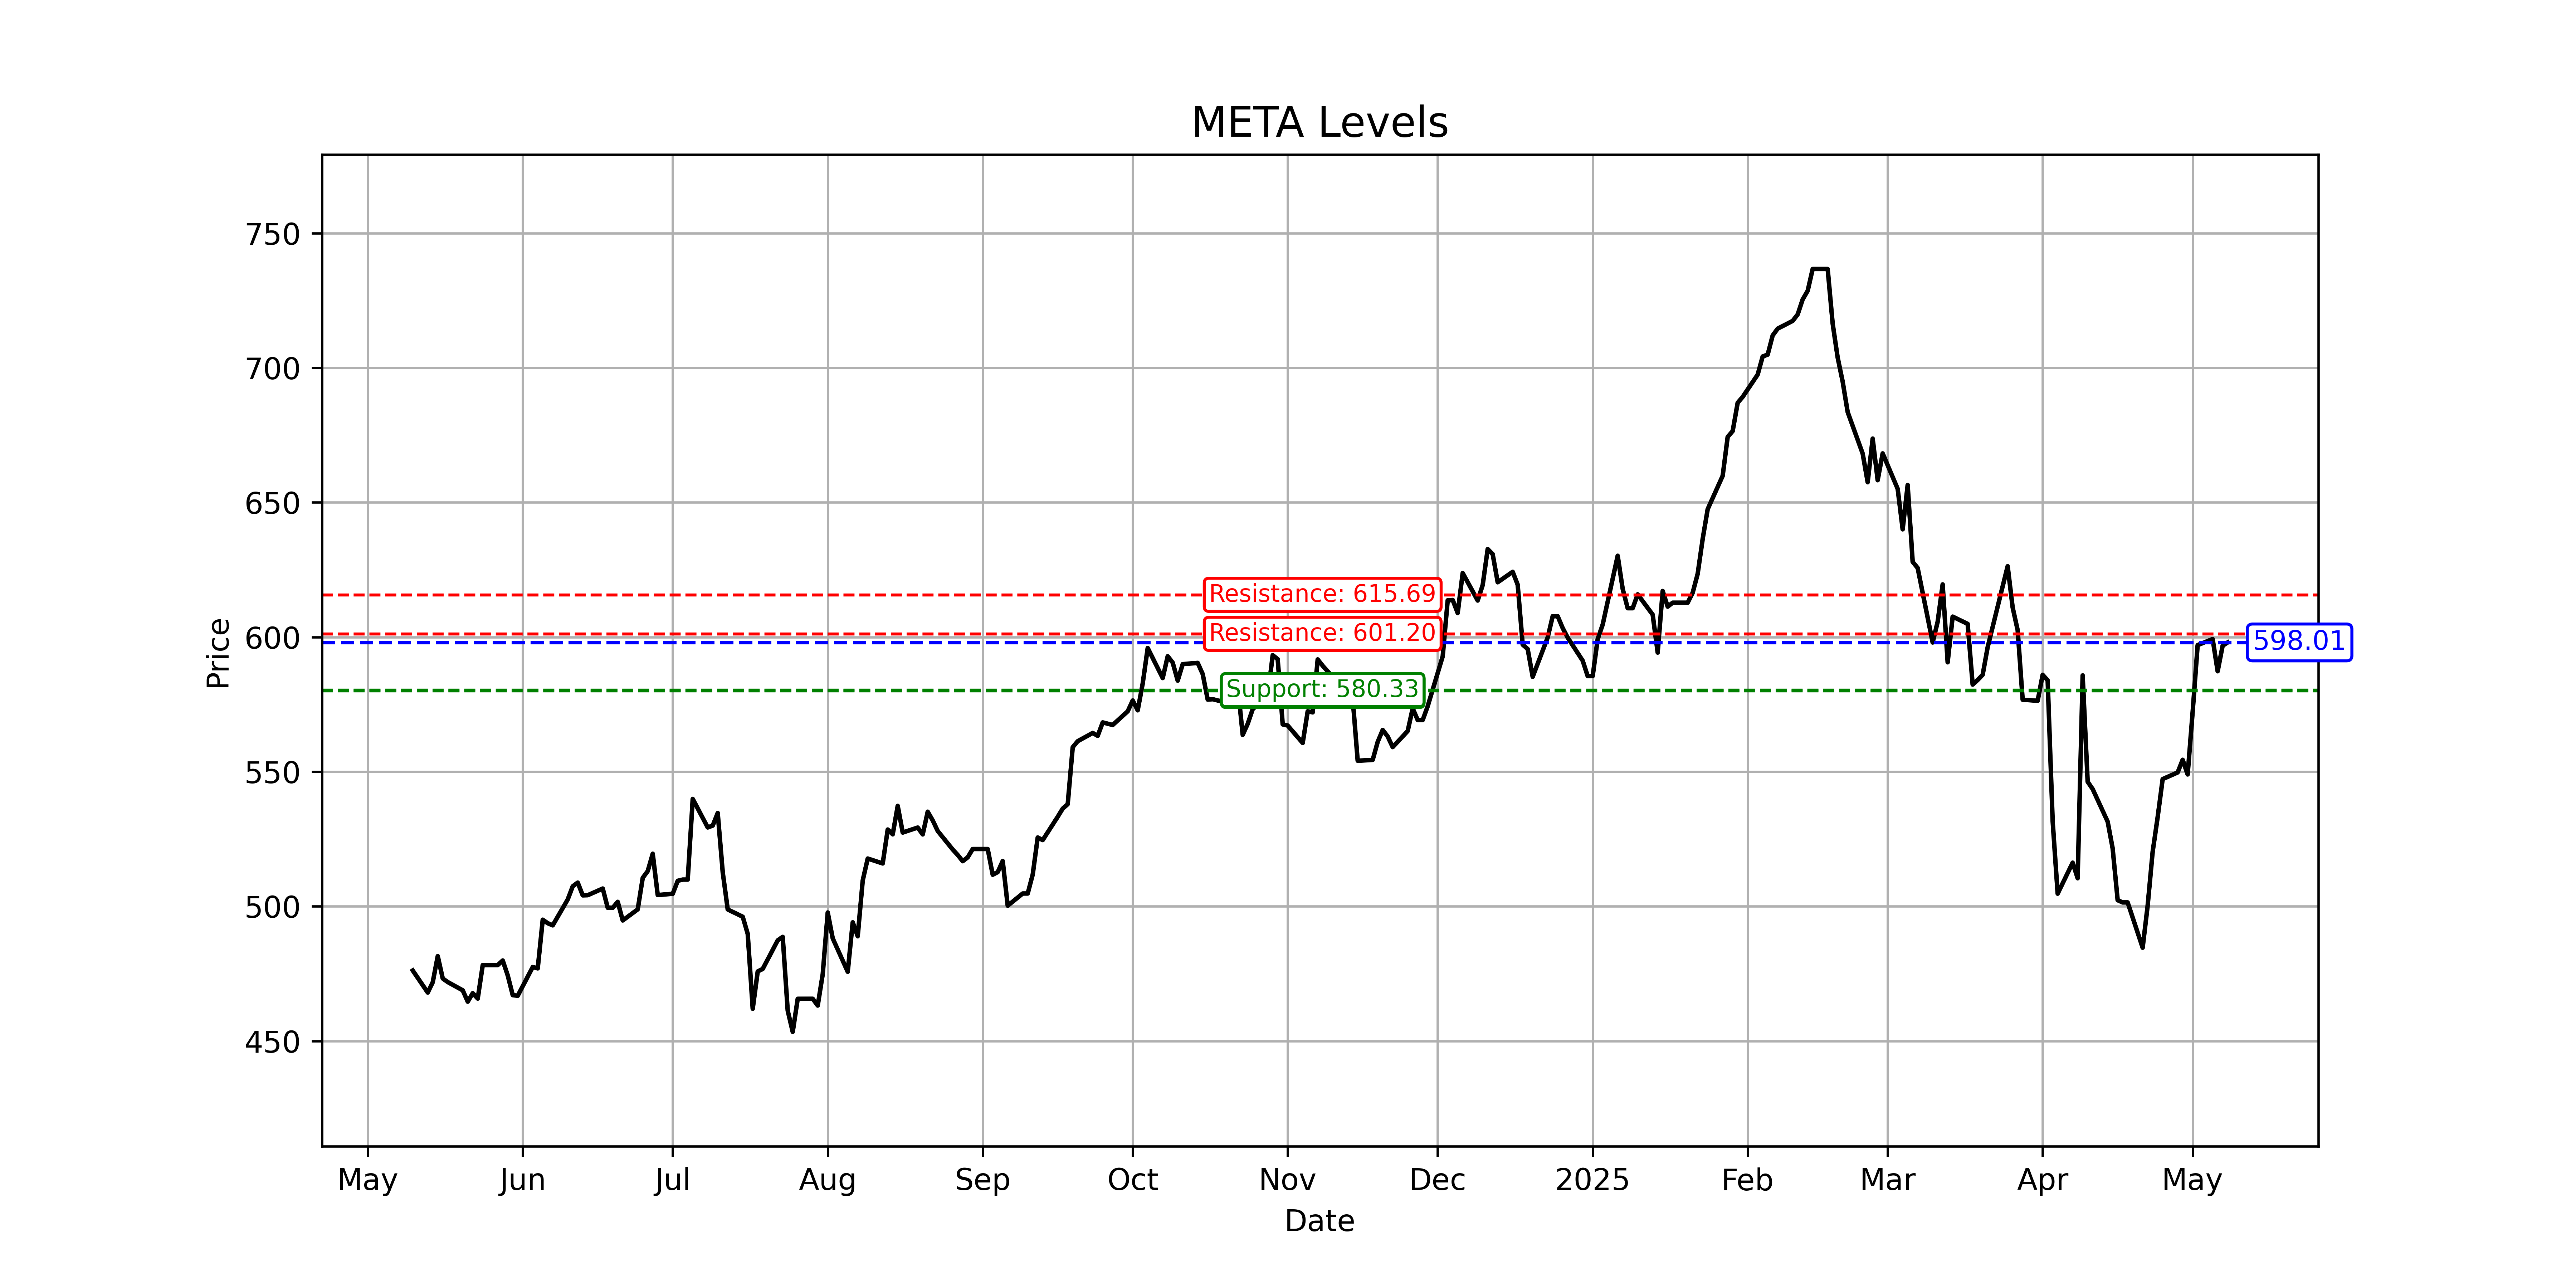 META Levels
Price
750
700
650
600
550
500
450
Resistance: 615.69
Resistance: 601.20
598.01
Support: 580.33
May Jun Jul Aug Sep Oct Nov Dec 2025 Feb Mar Apr May
Date